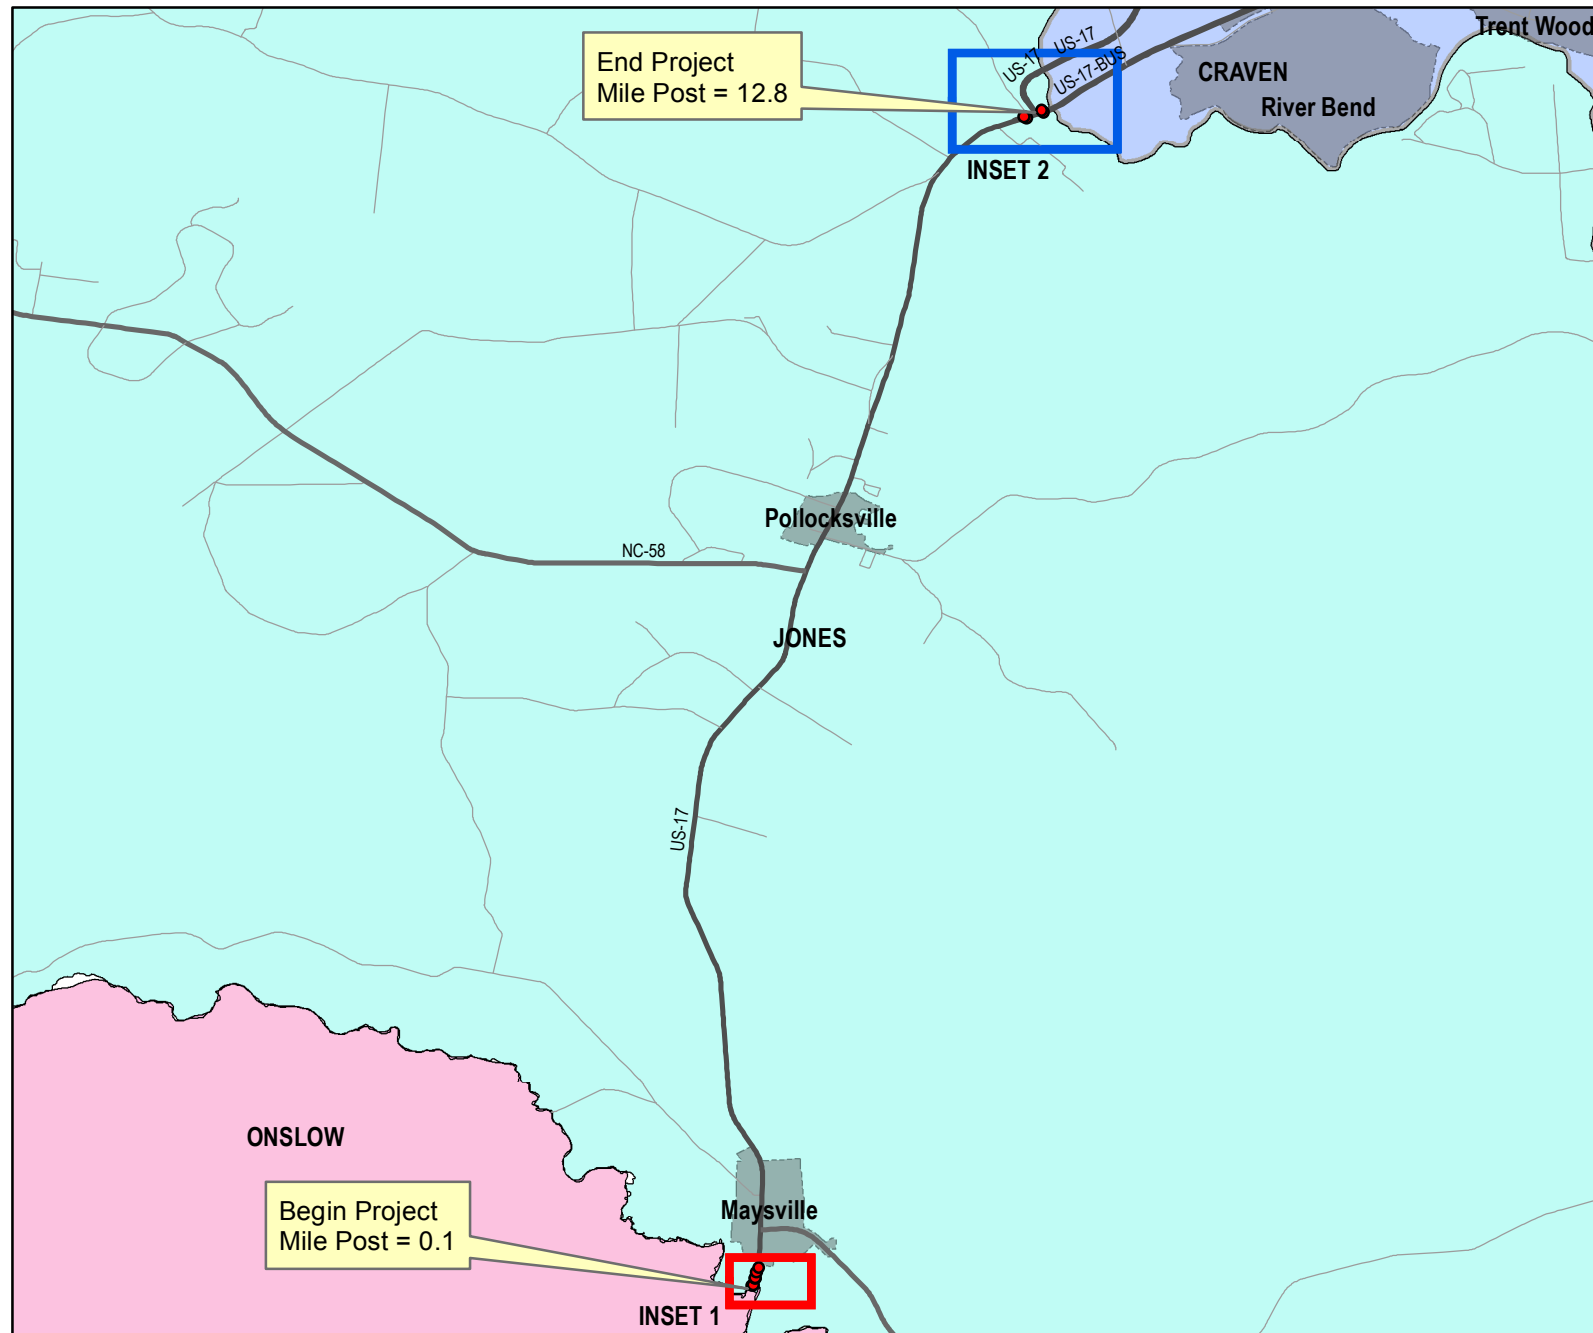 Trent Wood
End Project
Mile Post = 12.8
US-17
US-17
US-17-BUS
CRAVEN
River Bend
INSET 2
Pollocksville
NC-58
JONES
US-17
ONSLOW
Begin Project
Mile Post = 0.1
Maysville
INSET 1